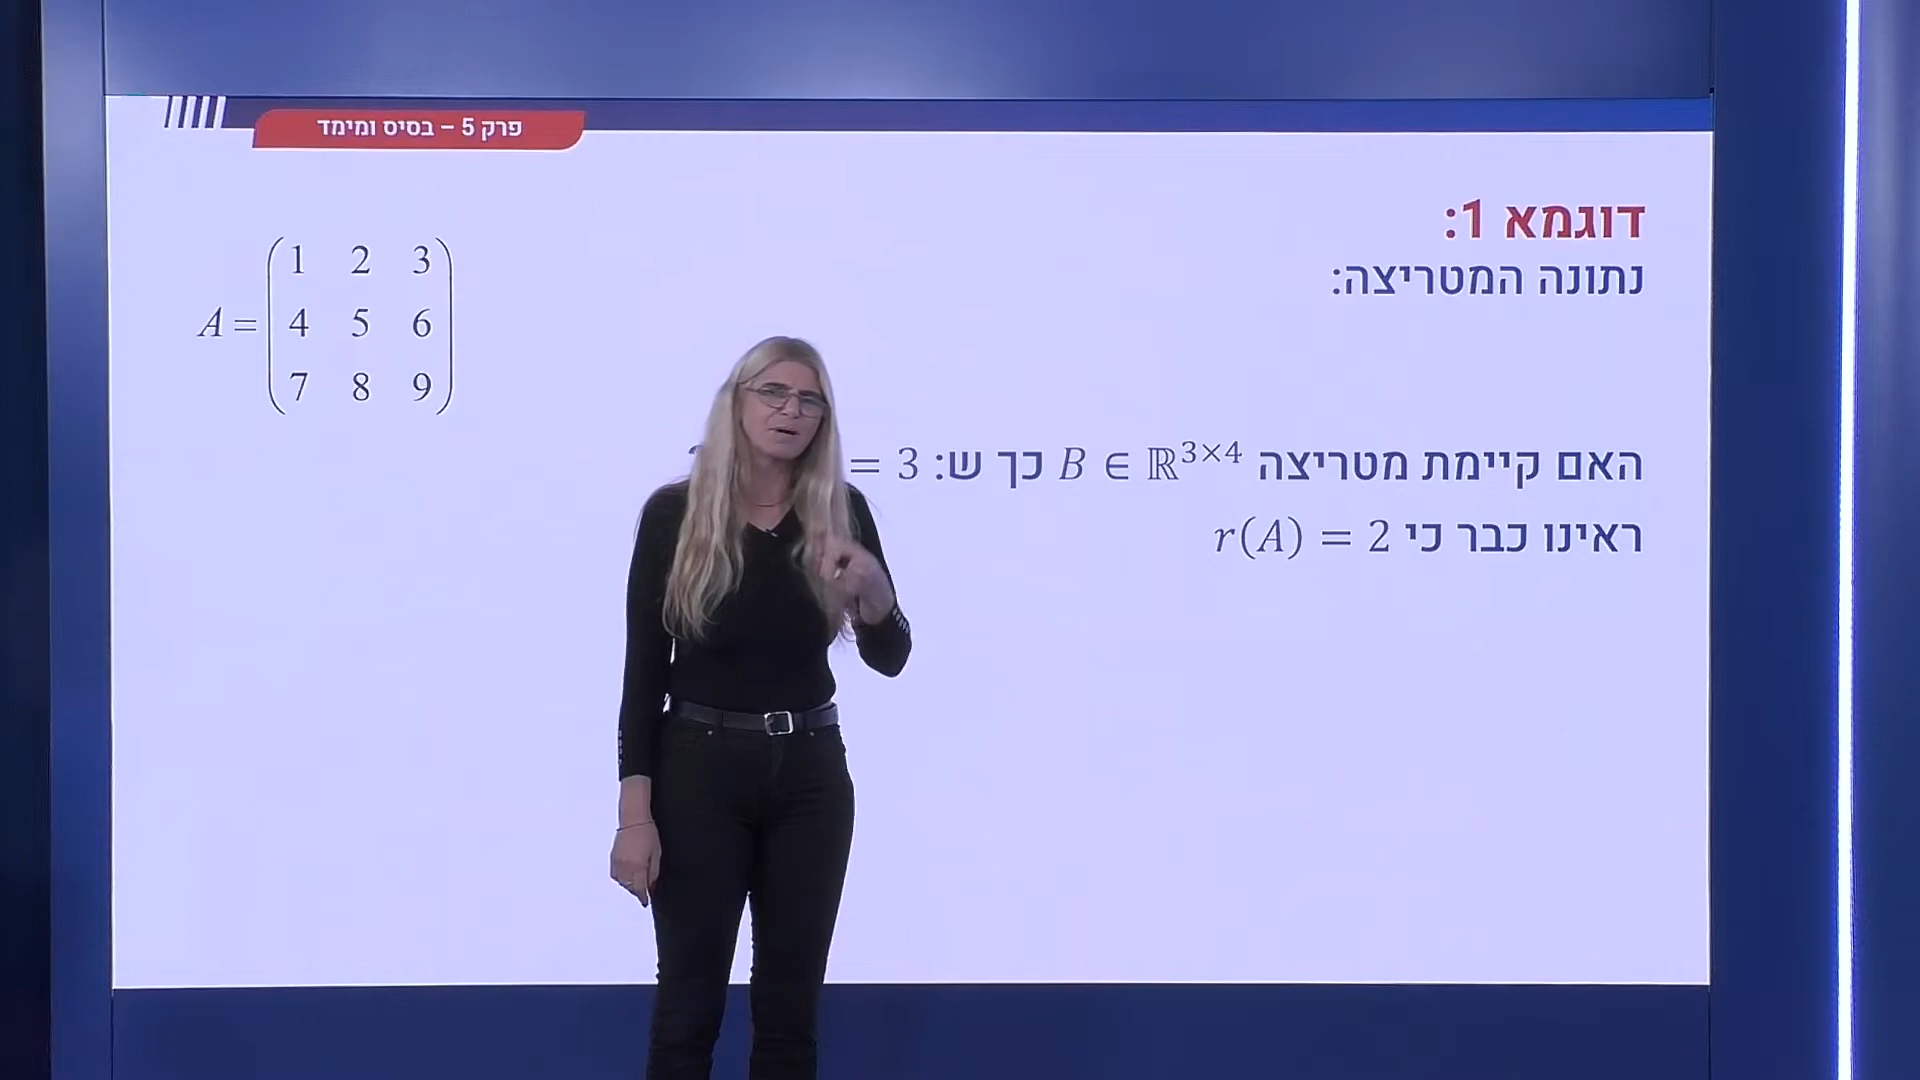 פרק 5 – בסיס ומימד
דוגמא 1:
נתונה המטריצה:
A = (1 2 3
4 5 6
7 8 9)
האם קיימת מטריצה B ∈ ℝ^{3×4} כך ש: = 3
ראינו כבר כי r(A) = 2